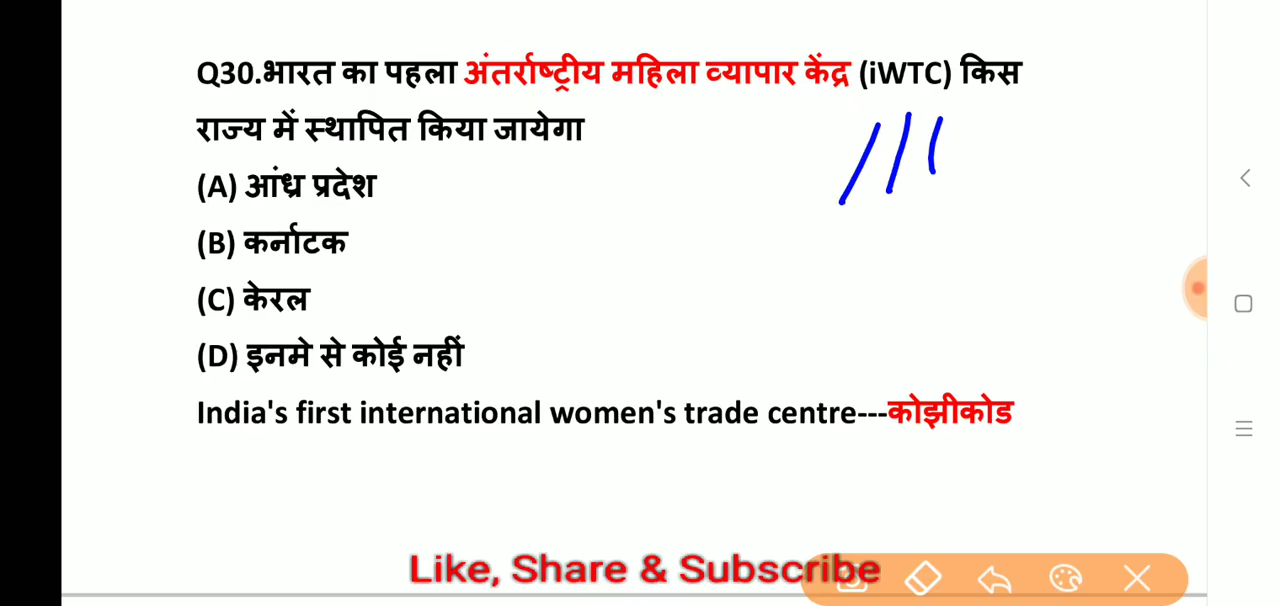 Q30.भारत का पहला अंतर्राष्ट्रीय महिला व्यापार केंद्र (iWTC) किस
राज्य में स्थापित किया जायेगा
(A) आंध्र प्रदेश
(B) कर्नाटक
(C) केरल
(D) इनमे से कोई नहीं
India's first international women's trade centre---कोझीकोड
Like, Share & Subscribe